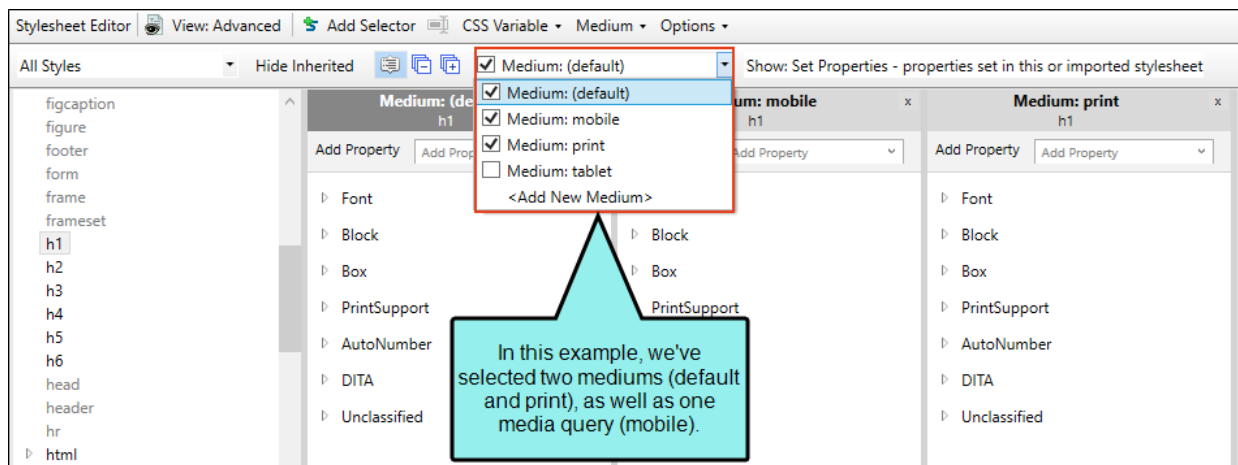 Stylesheet Editor View: Advanced Add Selector CSS Variable Medium Options
All Styles Hide Inherited Medium: (default) Show: Set Properties - properties set in this or imported stylesheet
figcaption
figure
footer
form
frame
frameset
h1
h2
h3
h4
h5
h6
head
header
hr
html
Medium: (default)
Medium: mobile
Medium: print
Medium: tablet
<Add New Medium>
Medium: (de
h1
Add Property Add Prop
Font
Block
Box
PrintSupport
AutoNumber
DITA
Unclassified
um: mobile x
h1
Add Property
Block
Box
PrintSupport
Medium: print x
h1
Add Property Add Property
Font
Block
Box
PrintSupport
AutoNumber
DITA
Unclassified
In this example, we've
selected two mediums (default
and print), as well as one
media query (mobile).